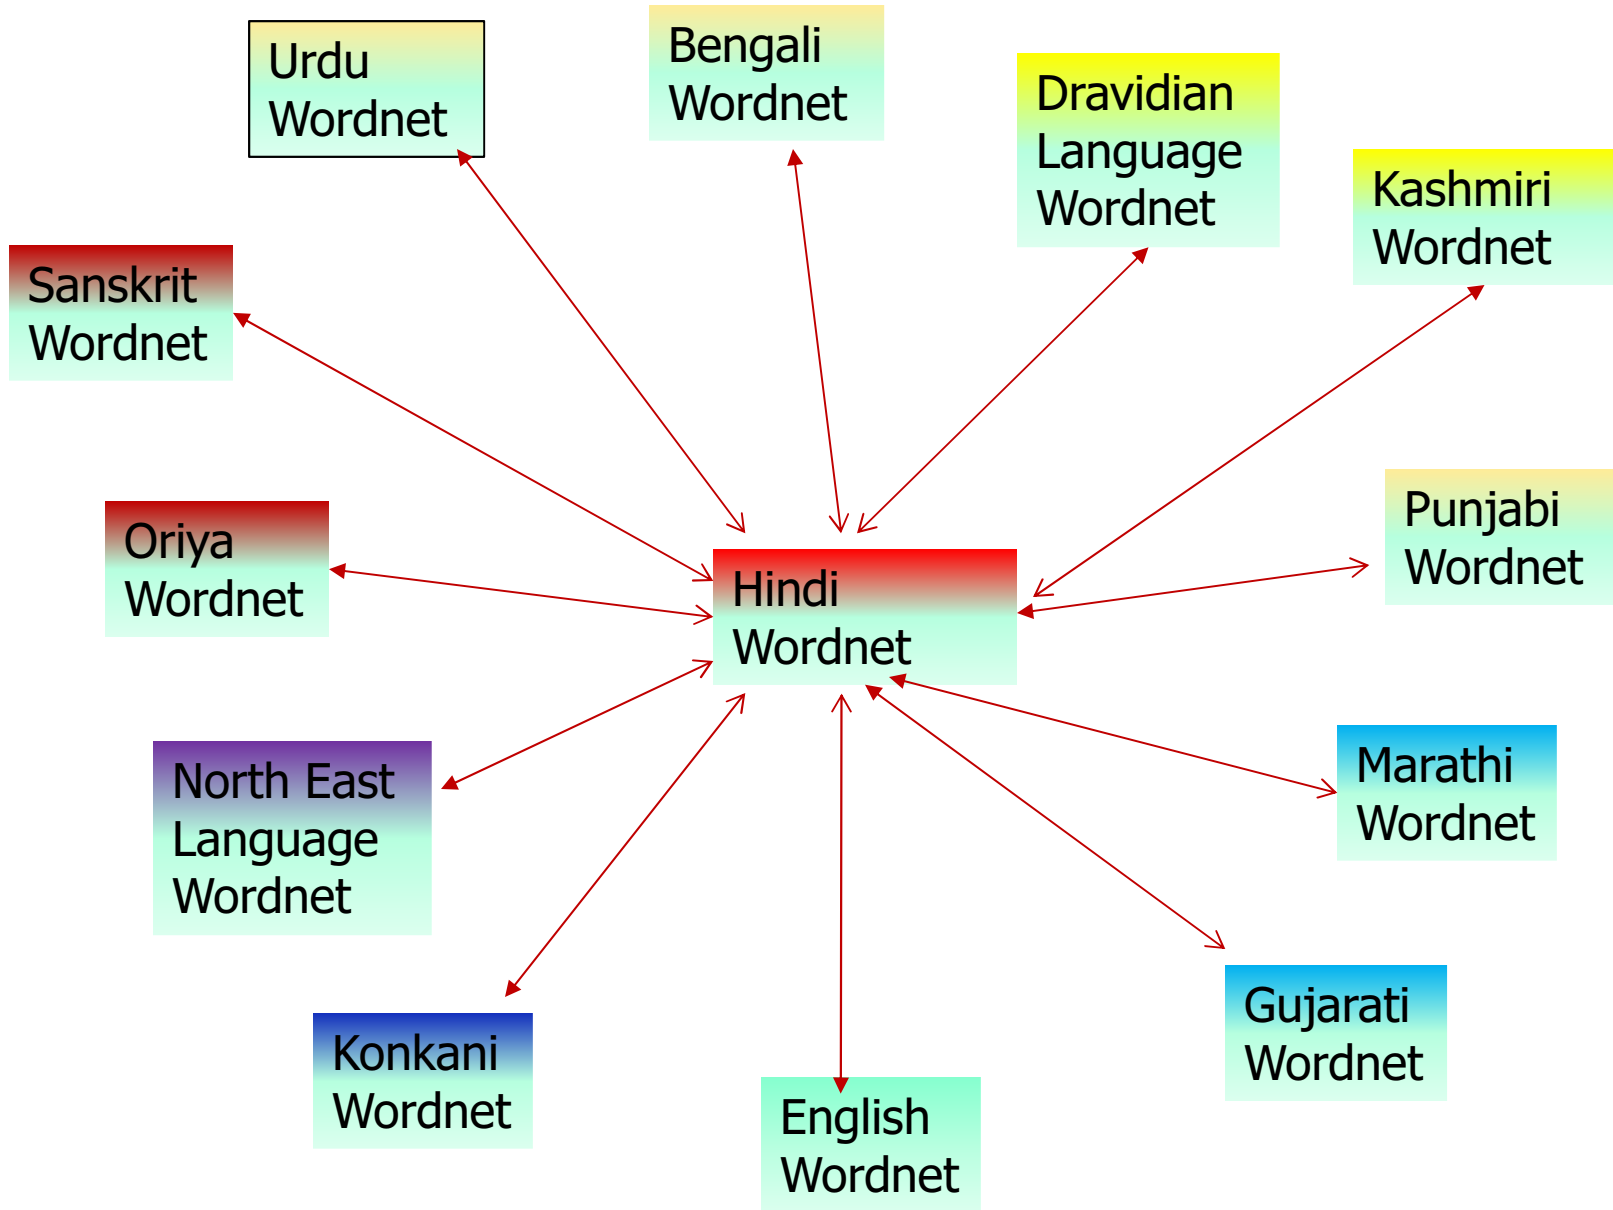 Urdu
Wordnet
Bengali
Wordnet
Dravidian
Language
Wordnet
Kashmiri
Wordnet
Sanskrit
Wordnet
Punjabi
Wordnet
Oriya
Wordnet
Hindi
Wordnet
North East
Language
Wordnet
Marathi
Wordnet
Gujarati
Wordnet
Konkani
Wordnet
English
Wordnet